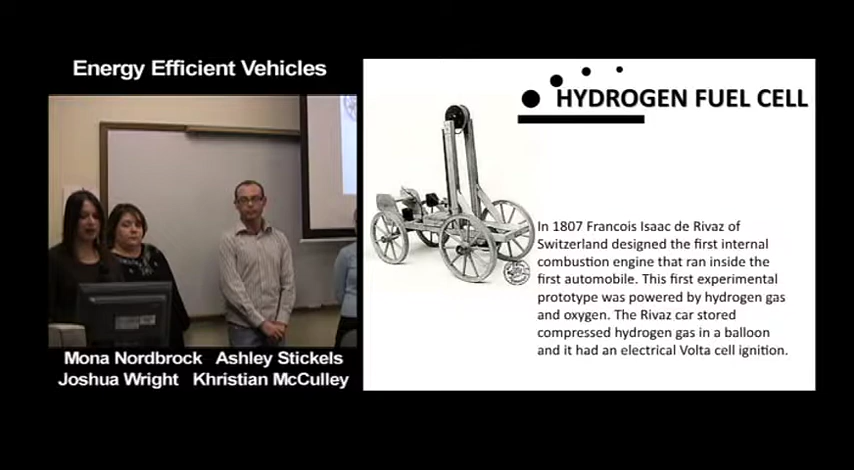 Energy Efficient Vehicles
Mona Nordbrock Ashley Stickels
Joshua Wright Khristian McCulley
HYDROGEN FUEL CELL
In 1807 Francois Isaac de Rivaz of
Switzerland designed the first internal
combustion engine that ran inside the
first automobile. This first experimental
prototype was powered by hydrogen gas
and oxygen. The Rivaz car stored
compressed hydrogen gas in a balloon
and it had an electrical Volta cell ignition.